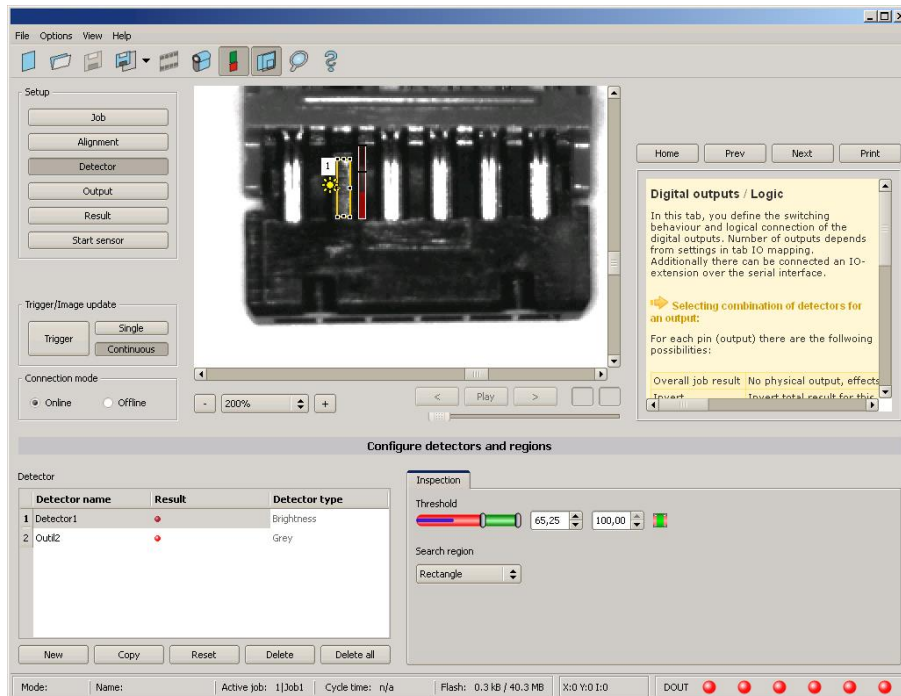 File Options View Help
Setup
Job
Alignment
Detector
Output
Result
Start sensor
Trigger/Image update
Trigger
Single
Continuous
Connection mode
Online Offline
1
- 200% +
< Play >
Home Prev Next Print
Digital outputs / Logic
In this tab, you define the switching
behaviour and logical connection of the
digital outputs. Number of outputs depends
from settings in tab IO mapping.
Additionally there can be connected an IO-
extension over the serial interface.
Selecting combination of detectors for
an output:
For each pin (output) there are the follwoing
possibilities:
Overall job result No physical output, effects
Invert Invert total result for this
Configure detectors and regions
Detector
Detector name Result Detector type
1 Detector1 Brightness
2 Outil2 Grey
New Copy Reset Delete Delete all
Inspection
Threshold
65,25 100,00
Search region
Rectangle
Mode: Name: Active job: 1|Job1 Cycle time: n/a Flash: 0.3 kB / 40.3 MB X:0 Y:0 I:0 DOUT